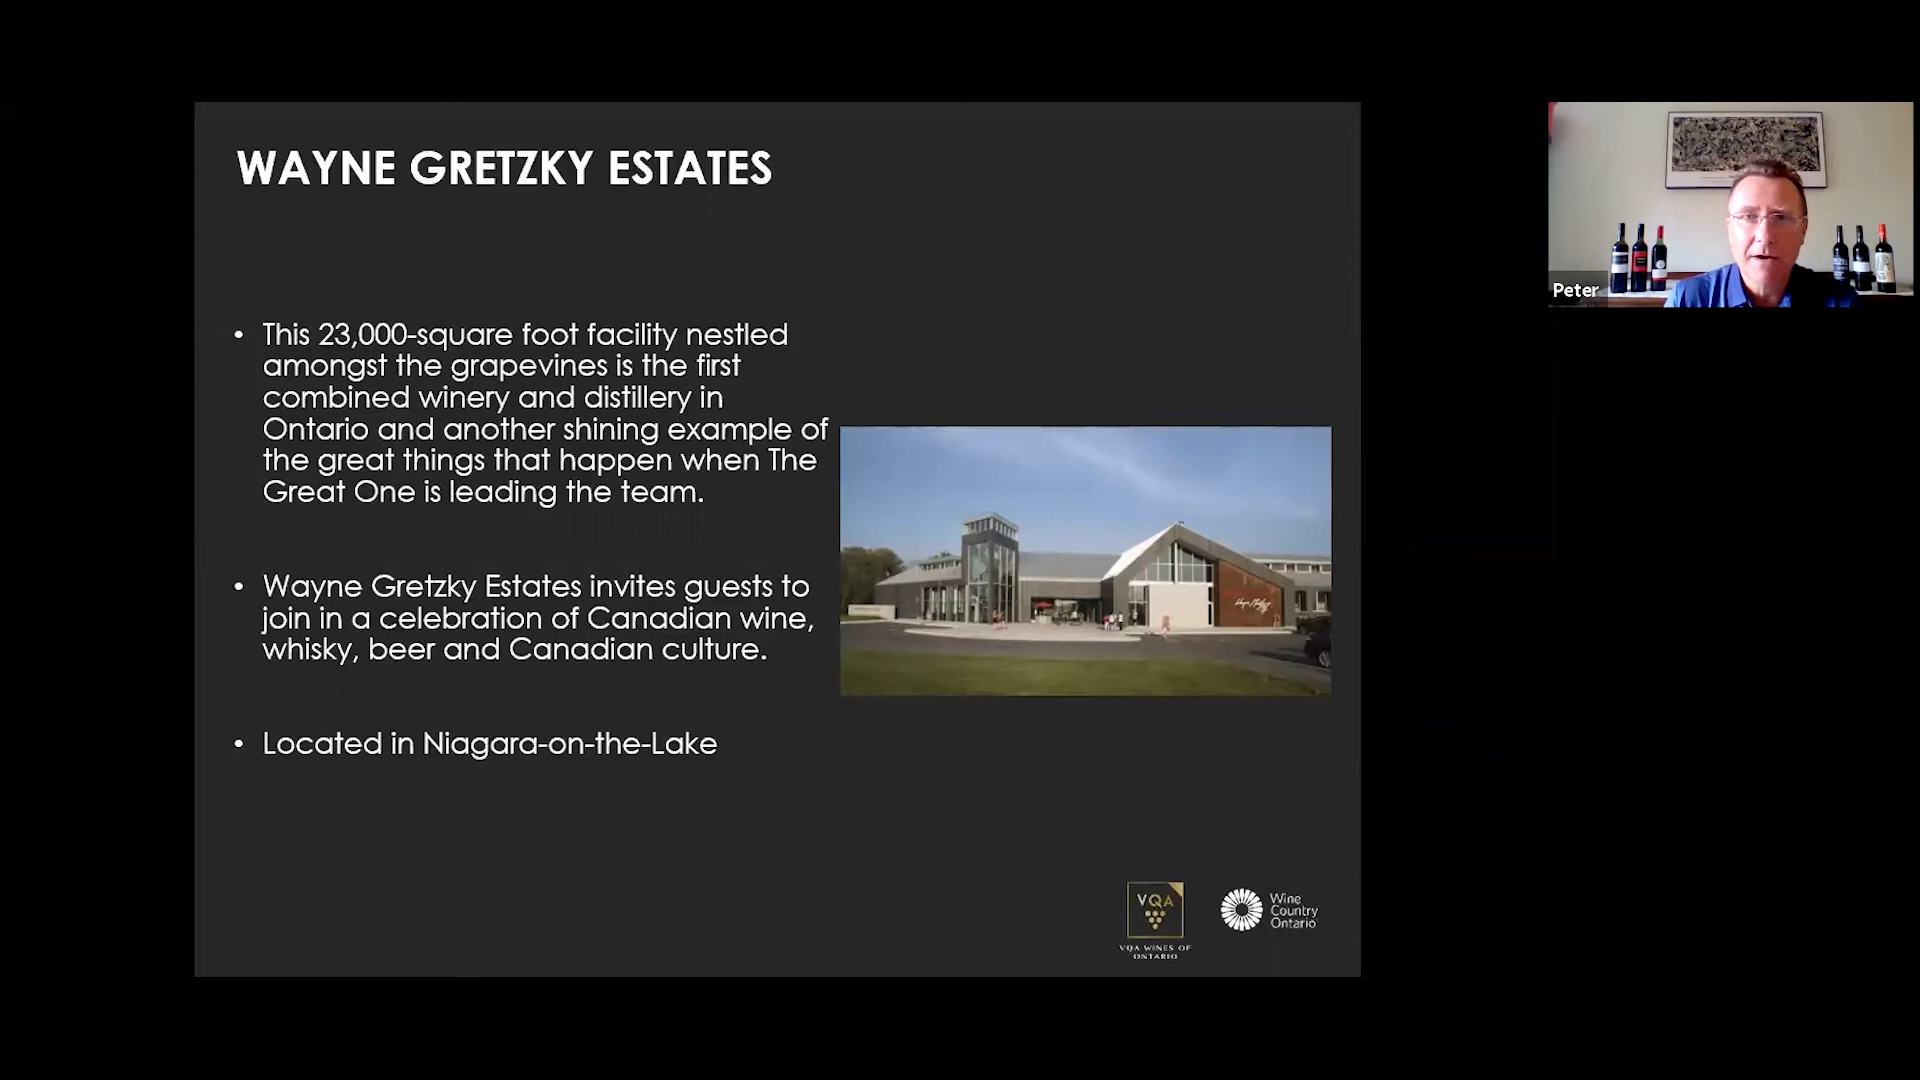 WAYNE GRETZKY ESTATES
• This 23,000-square foot facility nestled
amongst the grapevines is the first
combined winery and distillery in
Ontario and another shining example of
the great things that happen when The
Great One is leading the team.
• Wayne Gretzky Estates invites guests to
join in a celebration of Canadian wine,
whisky, beer and Canadian culture.
• Located in Niagara-on-the-Lake
VQA
VQA WINES OF
ONTARIO
Wine
Country
Ontario
Peter